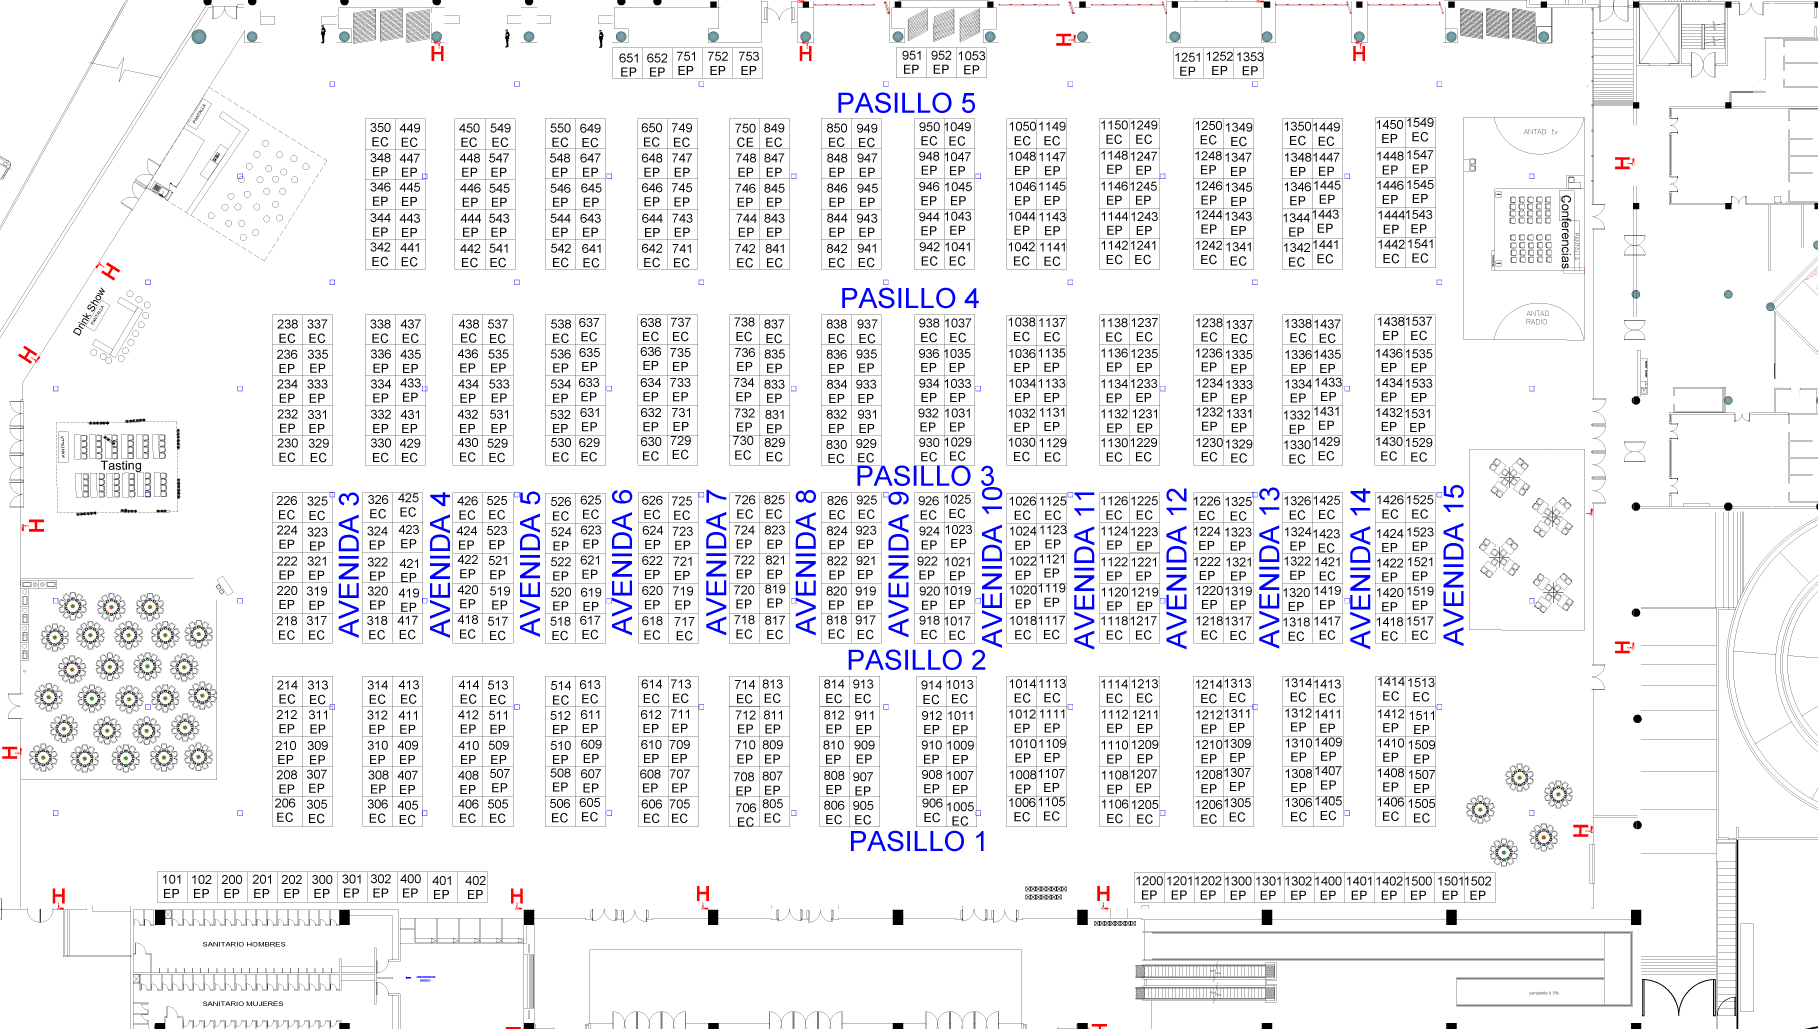 651 652 751 752 753
EP EP EP EP EP
951 952 1053
EP EP EP
1251 1252 1353
EP EP EP
PASILLO 5
350 449 450 549 550 649 650 749 750 849 850 949 950 1049 1050 1149 1150 1249 1250 1349 1350 1449 1450 1549
EC EC EC EC EC EC EC EC CE EC EC EC EC EC EC EC EC EC EC EC EC EC EP EC
348 447 448 547 548 647 648 747 748 847 848 947 948 1047 1048 1147 1148 1247 1248 1347 1348 1447 1448 1547
EP EP EP EP EP EP EP EP EP EP EP EP EP EP EP EP EP EP EP EP EP EP EP EP
346 445 446 545 546 645 646 745 746 845 846 945 946 1045 1046 1145 1146 1245 1246 1345 1346 1445 1446 1545
EP EP EP EP EP EP EP EP EP EP EP EP EP EP EP EP EP EP EP EP EP EP EP EP
344 443 444 543 544 643 644 743 744 843 844 943 944 1043 1044 1143 1144 1243 1244 1343 1344 1443 1444 1543
EP EP EP EP EP EP EP EP EP EP EP EP EP EP EP EP EP EP EP EP EP EP EP EP
342 441 442 541 542 641 642 741 742 841 842 941 942 1041 1042 1141 1142 1241 1242 1341 1342 1441 1442 1541
EC EC EC EC EC EC EC EC EC EC EC EC EC EC EC EC EC EC EC EC EC EC EC EC
PANTALLA
ANTAD tv
Conferencias
PANTALLA
ANTAD
RADIO
Drink Show
PANTALLA
PASILLO 4
238 337 338 437 438 537 538 637 638 737 738 837 838 937 938 1037 1038 1137 1138 1237 1238 1337 1338 1437 1438 1537
EC EC EC EC EC EC EC EC EC EC EC EC EC EC EC EC EC EC EC EC EC EC EC EC EP EC
236 335 336 435 436 535 536 635 636 735 736 835 836 935 936 1035 1036 1135 1136 1235 1236 1335 1336 1435 1436 1535
EP EP EP EP EP EP EP EP EP EP EP EP EP EP EP EP EP EP EP EP EP EP EP EP EP EP
234 333 334 433 434 533 534 633 634 733 734 833 834 933 934 1033 1034 1133 1134 1233 1234 1333 1334 1433 1434 1533
EP EP EP EP EP EP EP EP EP EP EP EP EP EP EP EP EP EP EP EP EP EP EP EP EP EP
232 331 332 431 432 531 532 631 632 731 732 831 832 931 932 1031 1032 1131 1132 1231 1232 1331 1332 1431 1432 1531
EP EP EP EP EP EP EP EP EP EP EP EP EP EP EP EP EP EP EP EP EP EP EP EP EP EP
230 329 330 429 430 529 530 629 630 729 730 829 830 929 930 1029 1030 1129 1130 1229 1230 1329 1330 1429 1430 1529
EC EC EC EC EC EC EC EC EC EC EC EC EC EC EC EC EC EC EC EC EC EC EC EC EC EC
PANTALLA
Tasting
PASILLO 3
226 325 326 425 426 525 526 625 626 725 726 825 826 925 926 1025 1026 1125 1126 1225 1226 1325 1326 1425 1426 1525
EC EC EC EC EC EC EC EC EC EC EC EC EC EC EC EC EC EC EC EC EC EC EC EC EC EC
224 323 324 423 424 523 524 623 624 723 724 823 824 923 924 1023 1024 1123 1124 1223 1224 1323 1324 1423 1424 1523
EP EP EP EP EP EP EP EP EP EP EP EP EP EP EP EP EP EP EP EP EP EP EP EC EP EP
222 321 322 421 422 521 522 621 622 721 722 821 822 921 922 1021 1022 1121 1122 1221 1222 1321 1322 1421 1422 1521
EP EP EP EP EP EP EP EP EP EP EP EP EP EP EP EP EP EP EP EP EP EP EP EC EP EP
220 319 320 419 420 519 520 619 620 719 720 819 820 919 920 1019 1020 1119 1120 1219 1220 1319 1320 1419 1420 1519
EP EP EP EP EP EP EP EP EP EP EP EP EP EP EP EP EP EP EP EP EP EP EP EP EP EP
218 317 318 417 418 517 518 617 618 717 718 817 818 917 918 1017 1018 1117 1118 1217 1218 1317 1318 1417 1418 1517
EC EC EC EC EC EC EC EC EC EC EC EC EC EC EC EC EC EC EC EC EC EC EC EC EC EC
AVENIDA 3
AVENIDA 4
AVENIDA 5
AVENIDA 6
AVENIDA 7
AVENIDA 8
AVENIDA 9
AVENIDA 10
AVENIDA 11
AVENIDA 12
AVENIDA 13
AVENIDA 14
AVENIDA 15
PASILLO 2
214 313 314 413 414 513 514 613 614 713 714 813 814 913 914 1013 1014 1113 1114 1213 1214 1313 1314 1413 1414 1513
EC EC EC EC EC EC EC EC EC EC EC EC EC EC EC EC EC EC EC EC EC EC EC EC EC EC
212 311 312 411 412 511 512 611 612 711 712 811 812 911 912 1011 1012 1111 1112 1211 1212 1311 1312 1411 1412 1511
EP EP EP EP EP EP EP EP EP EP EP EP EP EP EP EP EP EP EP EP EP EP EP EP EP EP
210 309 310 409 410 509 510 609 610 709 710 809 810 909 910 1009 1010 1109 1110 1209 1210 1309 1310 1409 1410 1509
EP EP EP EP EP EP EP EP EP EP EP EP EP EP EP EP EP EP EP EP EP EP EP EP EP EP
208 307 308 407 408 507 508 607 608 707 708 807 808 907 908 1007 1008 1107 1108 1207 1208 1307 1308 1407 1408 1507
EP EP EP EP EP EP EP EP EP EP EP EP EP EP EP EP EP EP EP EP EP EP EP EP EP EP
206 305 306 405 406 505 506 605 606 705 706 805 806 905 906 1005 1006 1105 1106 1205 1206 1305 1306 1405 1406 1505
EC EC EC EC EC EC EC EC EC EC EC EC EC EC EC EC EC EC EC EC EC EC EC EC EC EC
PASILLO 1
101 102 200 201 202 300 301 302 400 401 402
EP EP EP EP EP EP EP EP EP EP EP
1200 1201 1202 1300 1301 1302 1400 1401 1402 1500 1501 1502
EP EP EP EP EP EP EP EP EP EP EP EP
SANITARIO HOMBRES
SANITARIO MUJERES